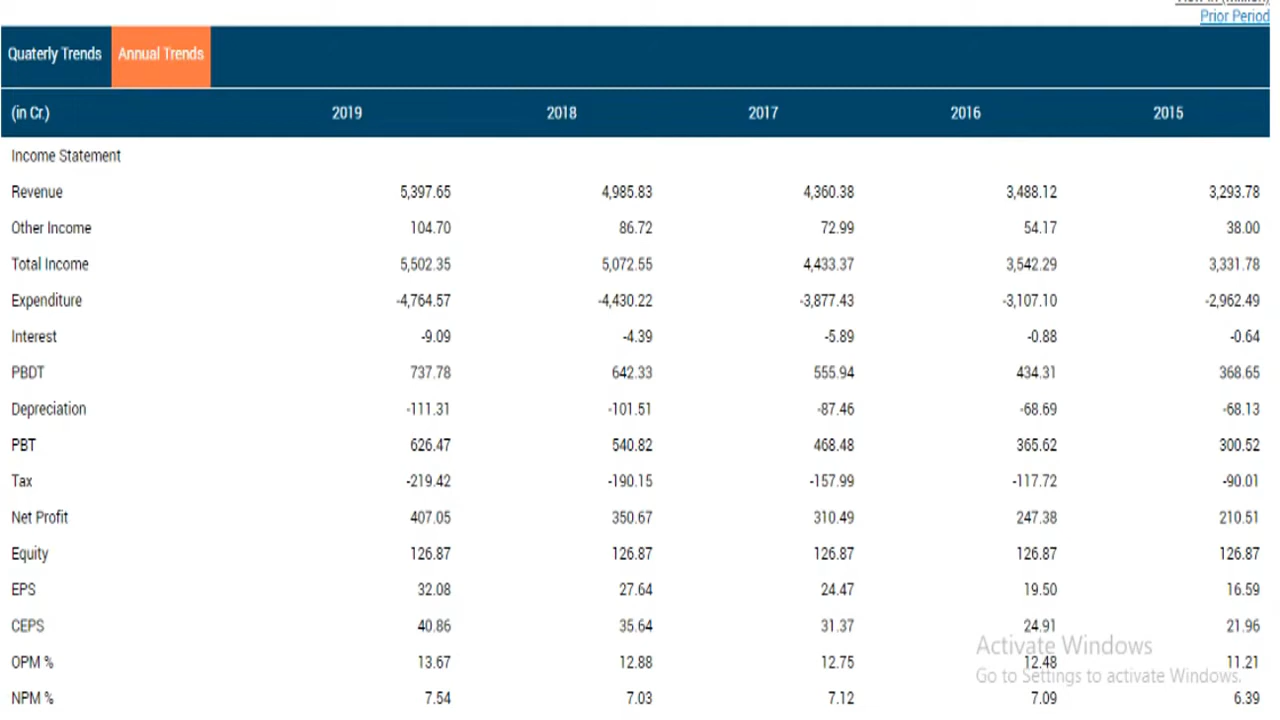 View in (Million)
Prior Period
Quaterly Trends Annual Trends
(in Cr.) 2019 2018 2017 2016 2015
Income Statement
Revenue 5,397.65 4,985.83 4,360.38 3,488.12 3,293.78
Other Income 104.70 86.72 72.99 54.17 38.00
Total Income 5,502.35 5,072.55 4,433.37 3,542.29 3,331.78
Expenditure -4,764.57 -4,430.22 -3,877.43 -3,107.10 -2,962.49
Interest -9.09 -4.39 -5.89 -0.88 -0.64
PBDT 737.78 642.33 555.94 434.31 368.65
Depreciation -111.31 -101.51 -87.46 -68.69 -68.13
PBT 626.47 540.82 468.48 365.62 300.52
Tax -219.42 -190.15 -157.99 -117.72 -90.01
Net Profit 407.05 350.67 310.49 247.38 210.51
Equity 126.87 126.87 126.87 126.87 126.87
EPS 32.08 27.64 24.47 19.50 16.59
CEPS 40.86 35.64 31.37 24.91 21.96
Activate Windows
OPM % 13.67 12.88 12.75 12.48 11.21
Go to Settings to activate Windows.
NPM % 7.54 7.03 7.12 7.09 6.39